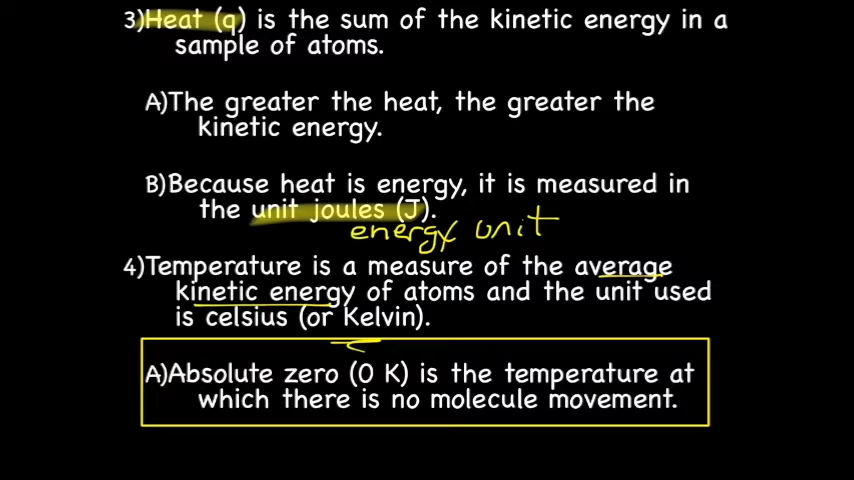 3)Heat (q) is the sum of the kinetic energy in a
sample of atoms.
A)The greater the heat, the greater the
kinetic energy.
B)Because heat is energy, it is measured in
the unit joules (J).
energy unit
4)Temperature is a measure of the average
kinetic energy of atoms and the unit used
is celsius (or Kelvin).
A)Absolute zero (0 K) is the temperature at
which there is no molecule movement.